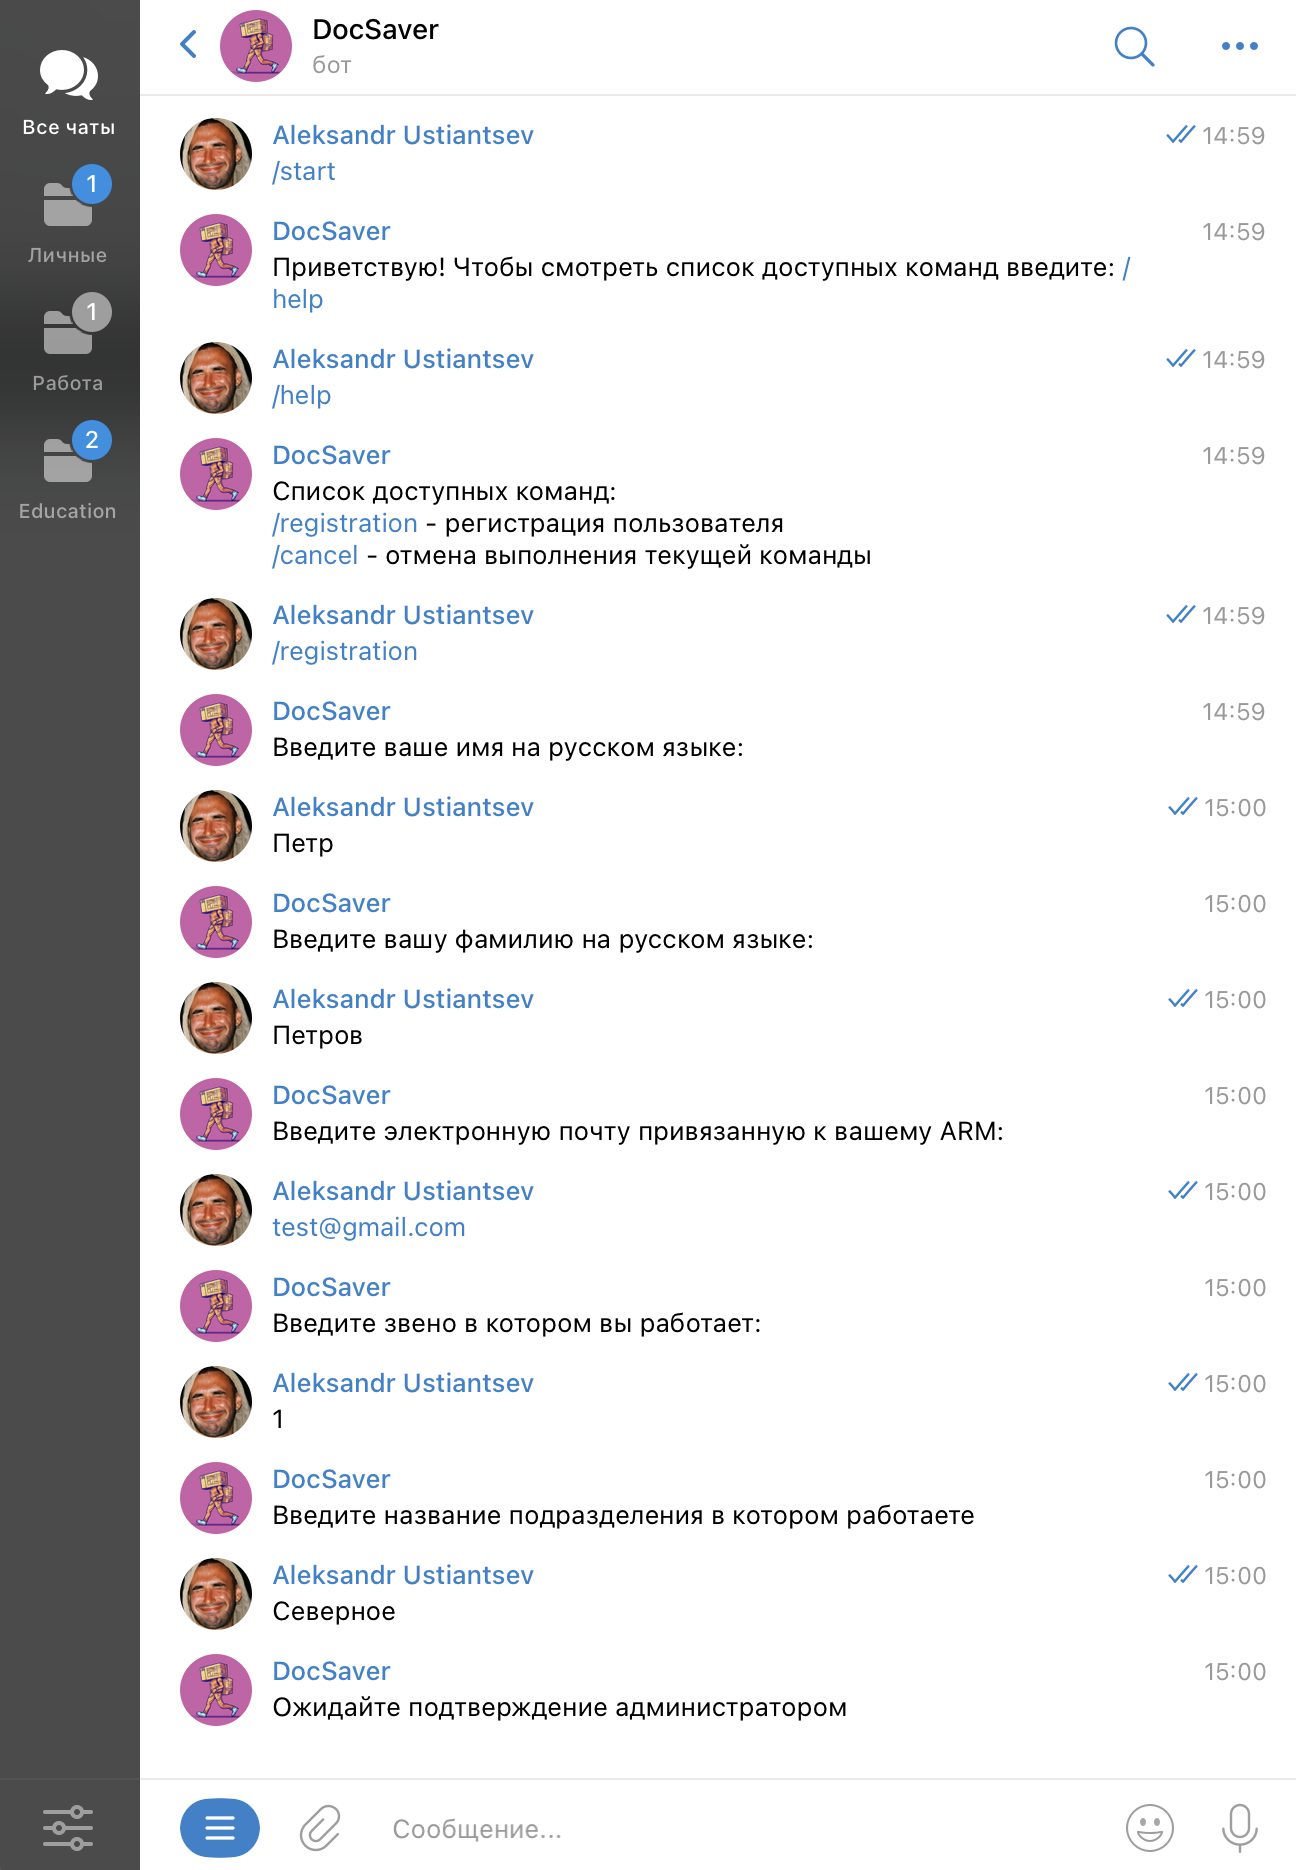 DocSaver
бот
Все чаты
1
Личные
1
Работа
2
Education
Aleksandr Ustiantsev 14:59
/start
DocSaver 14:59
Приветствую! Чтобы смотреть список доступных команд введите: /
help
Aleksandr Ustiantsev 14:59
/help
DocSaver 14:59
Список доступных команд:
/registration - регистрация пользователя
/cancel - отмена выполнения текущей команды
Aleksandr Ustiantsev 14:59
/registration
DocSaver 14:59
Введите ваше имя на русском языке:
Aleksandr Ustiantsev 15:00
Петр
DocSaver 15:00
Введите вашу фамилию на русском языке:
Aleksandr Ustiantsev 15:00
Петров
DocSaver 15:00
Введите электронную почту привязанную к вашему ARM:
Aleksandr Ustiantsev 15:00
test@gmail.com
DocSaver 15:00
Введите звено в котором вы работает:
Aleksandr Ustiantsev 15:00
1
DocSaver 15:00
Введите название подразделения в котором работаете
Aleksandr Ustiantsev 15:00
Северное
DocSaver 15:00
Ожидайте подтверждение администратором
Сообщение...